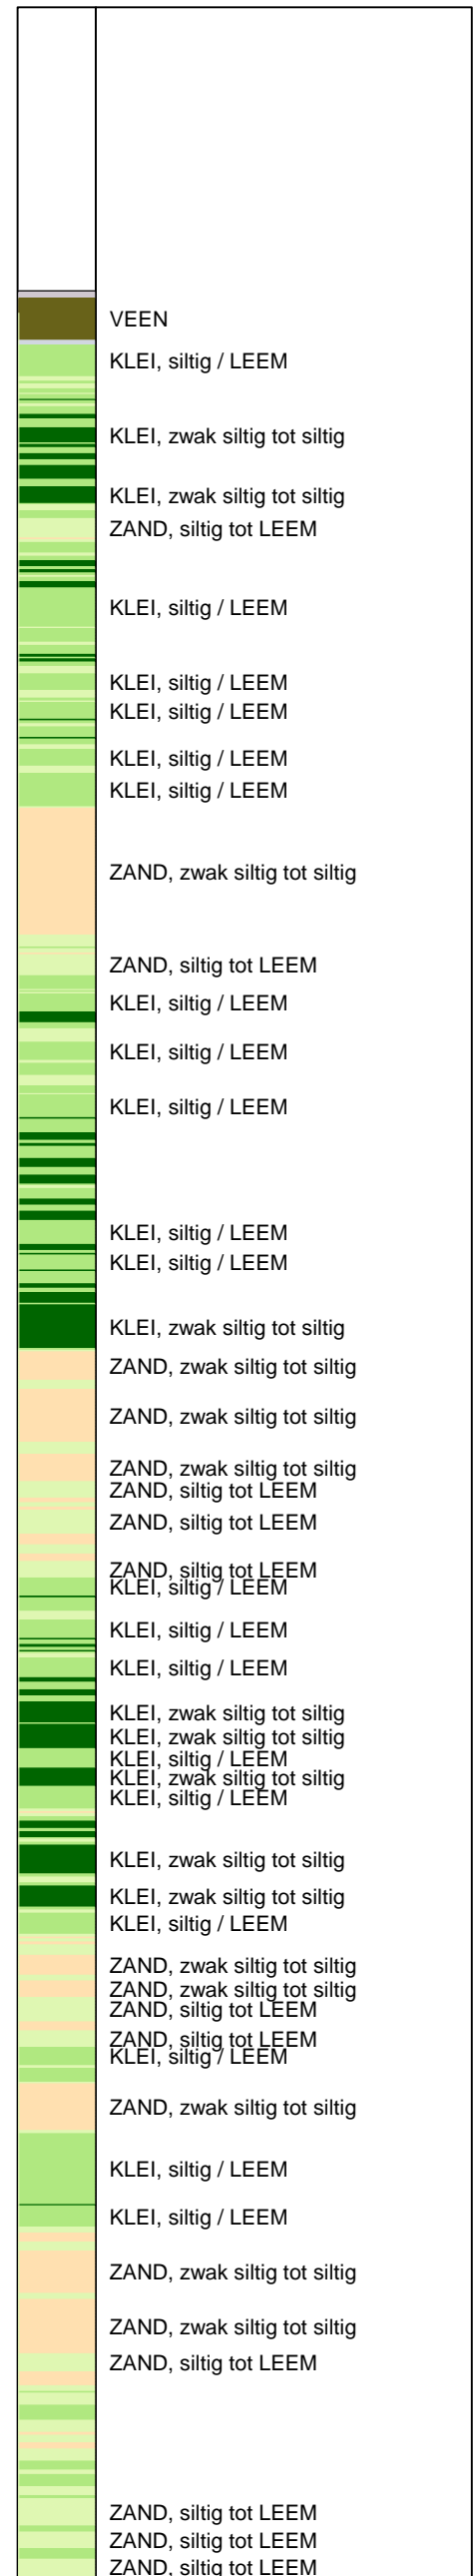 VEEN
KLEI, siltig / LEEM
KLEI, zwak siltig tot siltig
KLEI, zwak siltig tot siltig
ZAND, siltig tot LEEM
KLEI, siltig / LEEM
KLEI, siltig / LEEM
KLEI, siltig / LEEM
KLEI, siltig / LEEM
KLEI, siltig / LEEM
ZAND, zwak siltig tot siltig
ZAND, siltig tot LEEM
KLEI, siltig / LEEM
KLEI, siltig / LEEM
KLEI, siltig / LEEM
KLEI, siltig / LEEM
KLEI, siltig / LEEM
KLEI, zwak siltig tot siltig
ZAND, zwak siltig tot siltig
ZAND, zwak siltig tot siltig
ZAND, zwak siltig tot siltig
ZAND, siltig tot LEEM
ZAND, siltig tot LEEM
ZAND, siltig tot LEEM
KLEI, siltig / LEEM
KLEI, siltig / LEEM
KLEI, siltig / LEEM
KLEI, zwak siltig tot siltig
KLEI, zwak siltig tot siltig
KLEI, siltig / LEEM
KLEI, zwak siltig tot siltig
KLEI, siltig / LEEM
KLEI, zwak siltig tot siltig
KLEI, zwak siltig tot siltig
KLEI, siltig / LEEM
ZAND, zwak siltig tot siltig
ZAND, zwak siltig tot siltig
ZAND, siltig tot LEEM
ZAND, siltig tot LEEM
KLEI, siltig / LEEM
ZAND, zwak siltig tot siltig
KLEI, siltig / LEEM
KLEI, siltig / LEEM
ZAND, zwak siltig tot siltig
ZAND, zwak siltig tot siltig
ZAND, siltig tot LEEM
ZAND, siltig tot LEEM
ZAND, siltig tot LEEM
ZAND, siltig tot LEEM